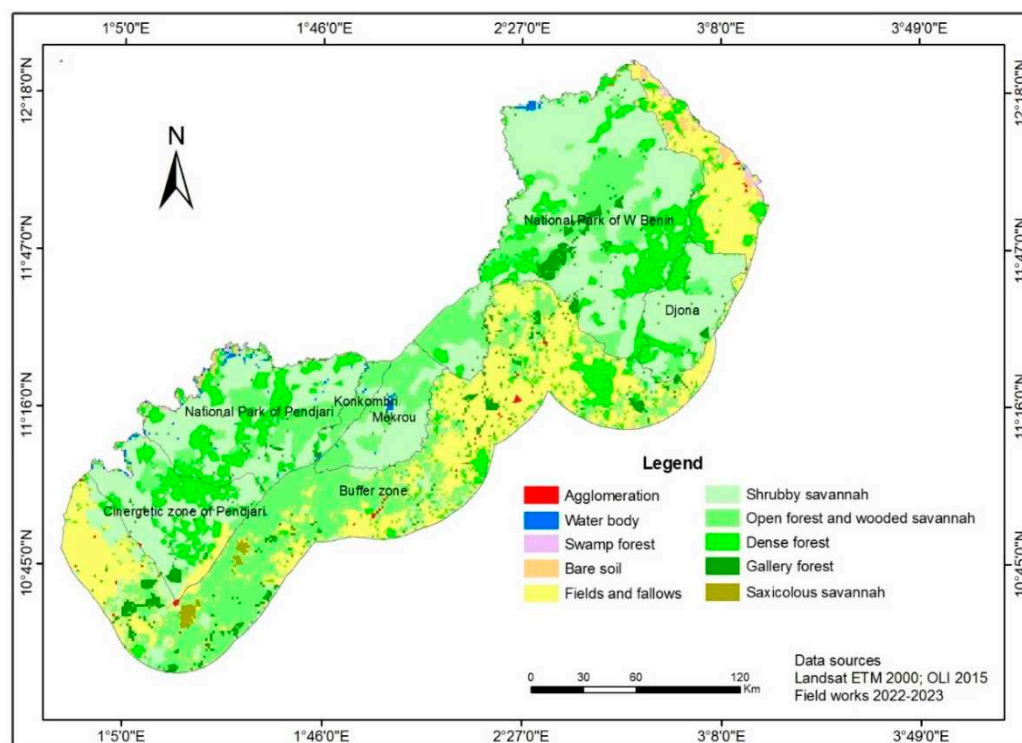 1°5'0"E 1°46'0"E 2°27'0"E 3°8'0"E 3°49'0"E
12°18'0"N 12°18'0"N
N
National Park of W Benin
11°47'0"N 11°47'0"N
Djona
11°16'0"N 11°16'0"N
Konkombri
National Park of Pendjari
Mekrou
Buffer zone
Cinergetic zone of Pendjari
10°45'0"N 10°45'0"N
Legend
Agglomeration
Water body
Swamp forest
Bare soil
Fields and fallows
Shrubby savannah
Open forest and wooded savannah
Dense forest
Gallery forest
Saxicolous savannah
0 30 60 120
Km
Data sources
Landsat ETM 2000; OLI 2015
Field works 2022-2023
1°5'0"E 1°46'0"E 2°27'0"E 3°8'0"E 3°49'0"E